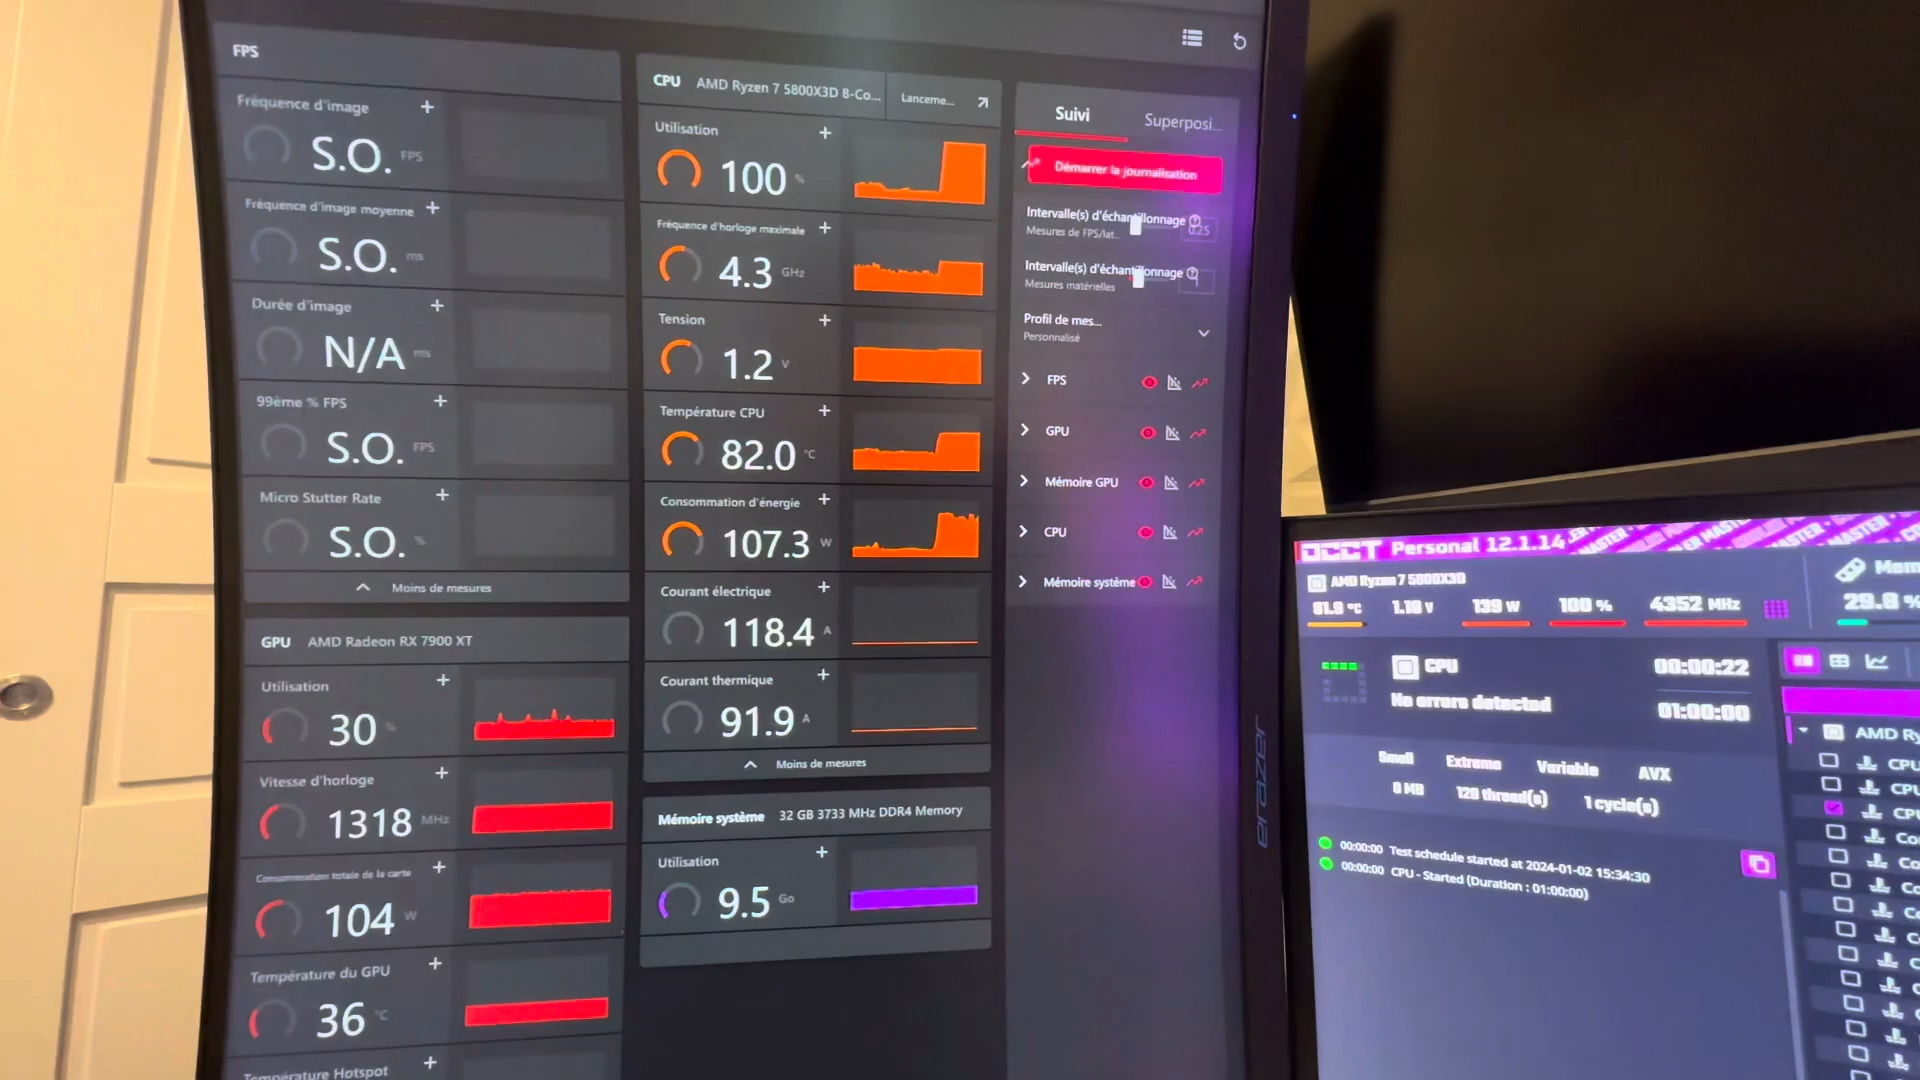 FPS
Fréquence d'image +
S.O. FPS
Fréquence d'image moyenne +
S.O. ms
Durée d'image +
N/A ms
99ème % FPS +
S.O. FPS
Micro Stutter Rate +
S.O. %
Moins de mesures
GPU AMD Radeon RX 7900 XT
Utilisation +
30 %
Vitesse d'horloge +
1318 MHz
Consommation totale de la carte +
104 W
Température du GPU +
36 °C
Température Hotspot +
CPU AMD Ryzen 7 5800X3D 8-Co...
Lanceme...
Utilisation +
100 %
Fréquence d'horloge maximale +
4.3 GHz
Tension +
1.2 V
Température CPU +
82.0 °C
Consommation d'énergie +
107.3 W
Courant électrique +
118.4 A
Courant thermique +
91.9 A
Moins de mesures
Mémoire système 32 GB 3733 MHz DDR4 Memory
Utilisation +
9.5 Go
Suivi Superposi...
Démarrer la journalisation
Intervalle(s) d'échantillonnage
Mesures de FPS/lat... 0.25
Intervalle(s) d'échantillonnage
Mesures matérielles 1
Profil de mes...
Personnalisé
FPS
GPU
Mémoire GPU
CPU
Mémoire système
erazer
OCCT Personal 12.1.14
AMD Ryzen 7 5800X3D
81.9 °C 1.18 V 139 W 100 % 4352 MHz
29.8 %
CPU 00:00:22
No errors detected 01:00:00
Small Extreme Variable AVX
0 MB 128 thread(s) 1 cycle(s)
00:00:00 Test schedule started at 2024-01-02 15:34:30
00:00:00 CPU - Started (Duration : 01:00:00)
AMD Ry
CPU
CPU
CPU